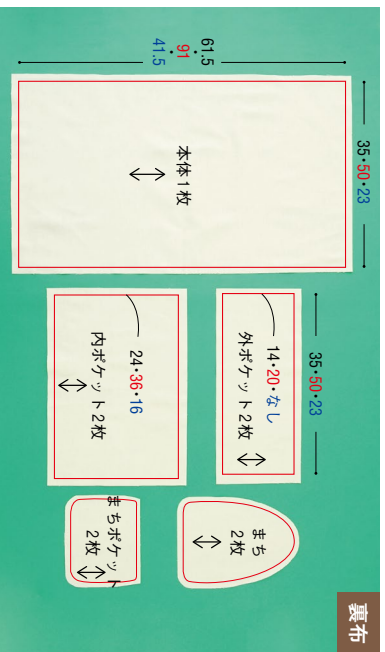 裏布
61.5・91・41.5
35・50・23
本体1枚
35・50・23
14・20・なし
外ポケット2枚
24・36・16
内ポケット2枚
まち
2枚
まちポケット
2枚